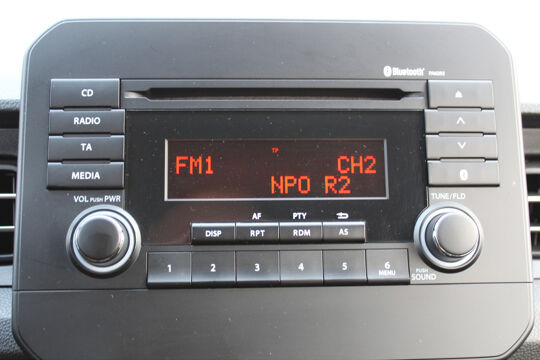 Bluetooth
CD
RADIO
TA
MEDIA
VOL PUSH PWR
TP
FM1 CH2
NPO R2
TUNE/FLD
AF PTY
DISP RPT RDM AS
1 2 3 4 5 6
MENU
PUSH
SOUND